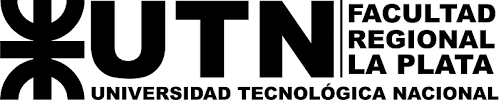 UTN
FACULTAD
REGIONAL
LA PLATA
UNIVERSIDAD TECNOLÓGICA NACIONAL